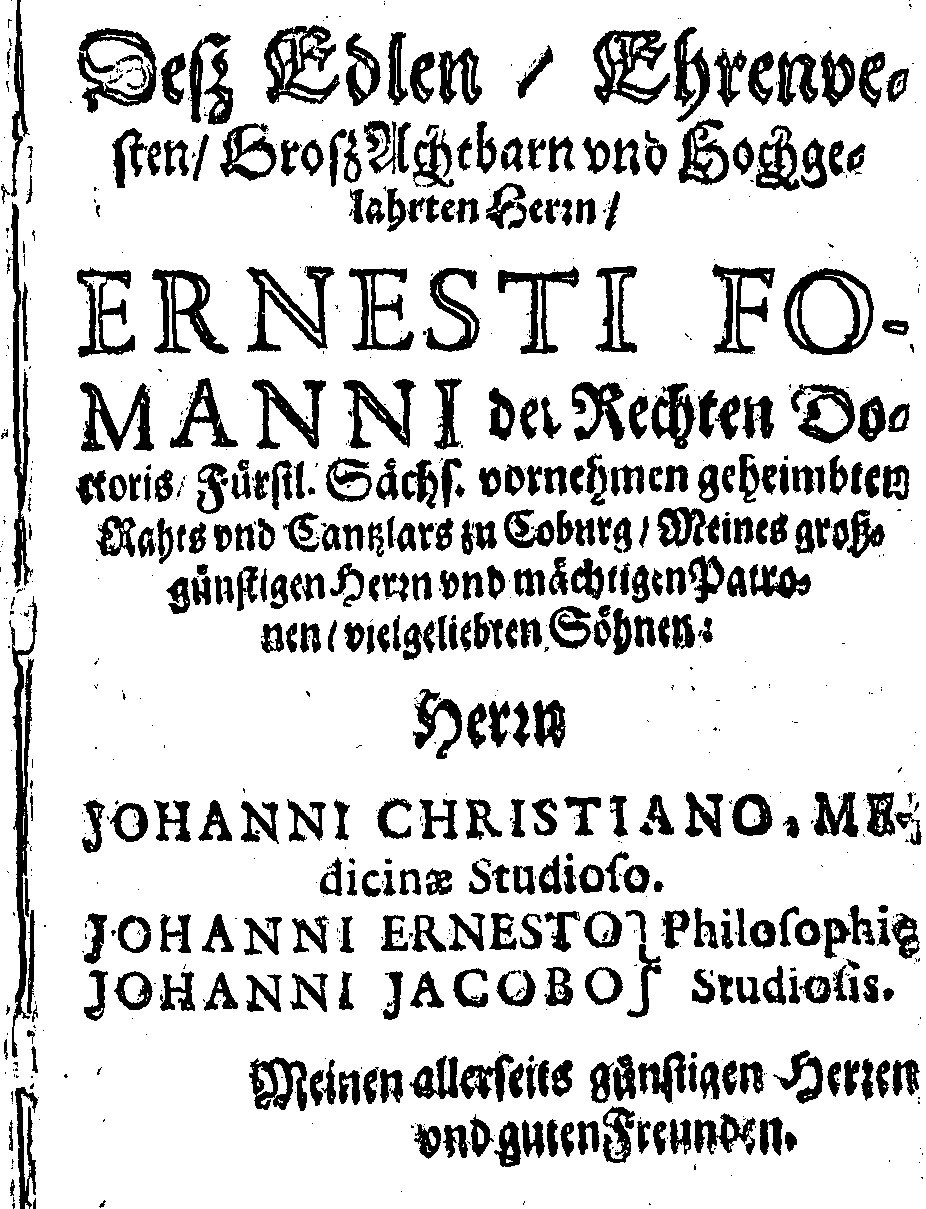 Deſz Edlen / Ehrenve-
ſten/ GroſzAchtbarn vnd Hochge-
lahrten Herrn /
ERNESTI FO-
MANNI der Rechten Do-
ctoris/ Fürſtl. Sächſ. vornehmen geheimbten
Rahts vnd Cantzlars zu Coburg / Meines groß-
günſtigen Herrn vnd mächtigen Patro-
nen / vielgeliebten Söhnen:
Herrn
JOHANNI CHRISTIANO, ME-
dicinæ Studioſo.
JOHANNI ERNESTO } Philoſophiæ
JOHANNI JACOBO } Studioſis.
Meinen allerſeits günſtigen Herren
vnd guten Freunden.